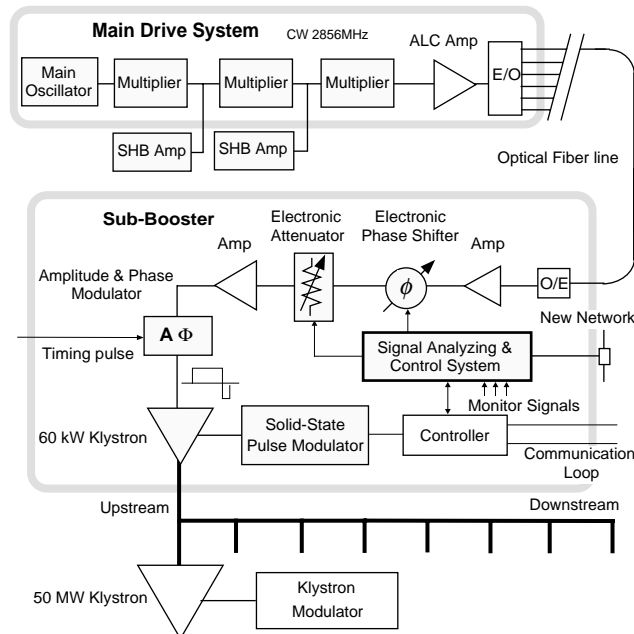 Main Drive System
CW 2856MHz
ALC Amp
Main
Oscillator
Multiplier
Multiplier
Multiplier
E/O
SHB Amp
SHB Amp
Optical Fiber line
Sub-Booster
Electronic
Attenuator
Electronic
Phase Shifter
Amp
Amp
Amplitude & Phase
Modulator
ϕ
O/E
New Network
A Φ
Timing pulse
Signal Analyzing &
Control System
Monitor Signals
60 kW Klystron
Solid-State
Pulse Modulator
Controller
Communication
Loop
Upstream
Downstream
50 MW Klystron
Klystron
Modulator